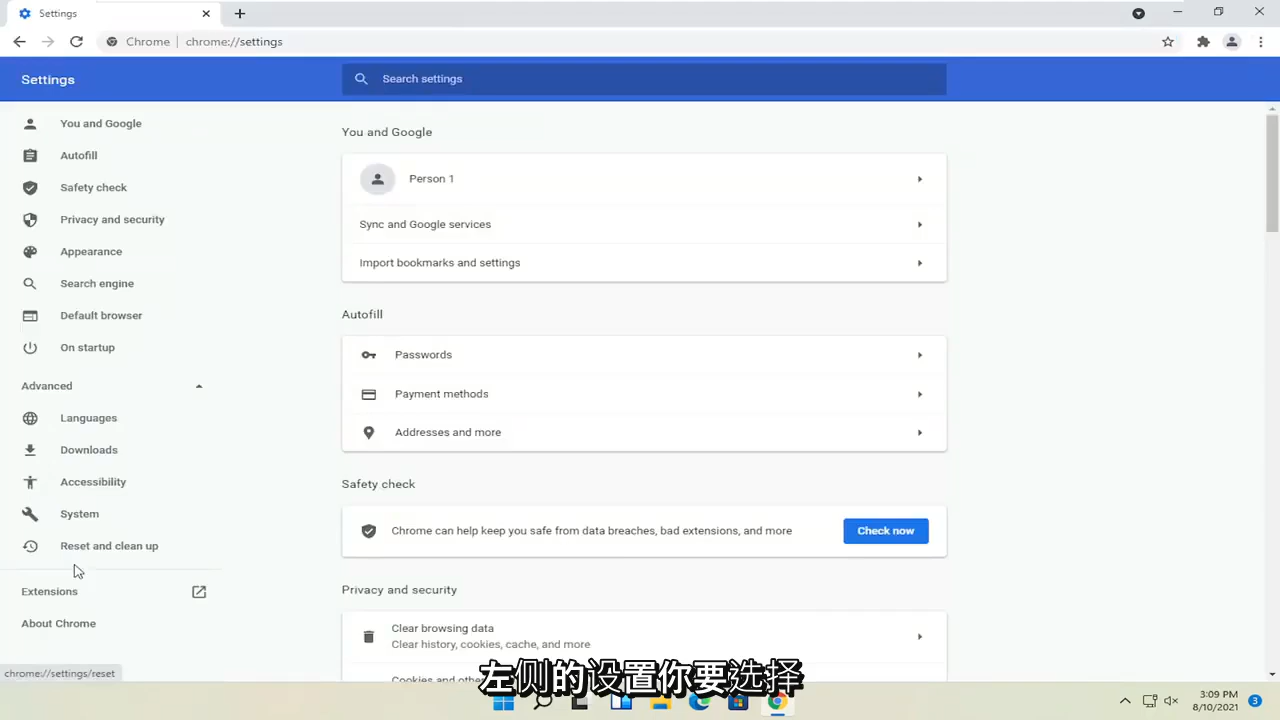 Settings
Chrome | chrome://settings
Settings
Search settings
You and Google
Autofill
Safety check
Privacy and security
Appearance
Search engine
Default browser
On startup
Advanced
Languages
Downloads
Accessibility
System
Reset and clean up
Extensions
About Chrome
chrome://settings/reset
You and Google
Person 1
Sync and Google services
Import bookmarks and settings
Autofill
Passwords
Payment methods
Addresses and more
Safety check
Chrome can help keep you safe from data breaches, bad extensions, and more
Check now
Privacy and security
Clear browsing data
Clear history, cookies, cache, and more
Cookies and
左侧的设置你要选择
3:09 PM
8/10/2021
3